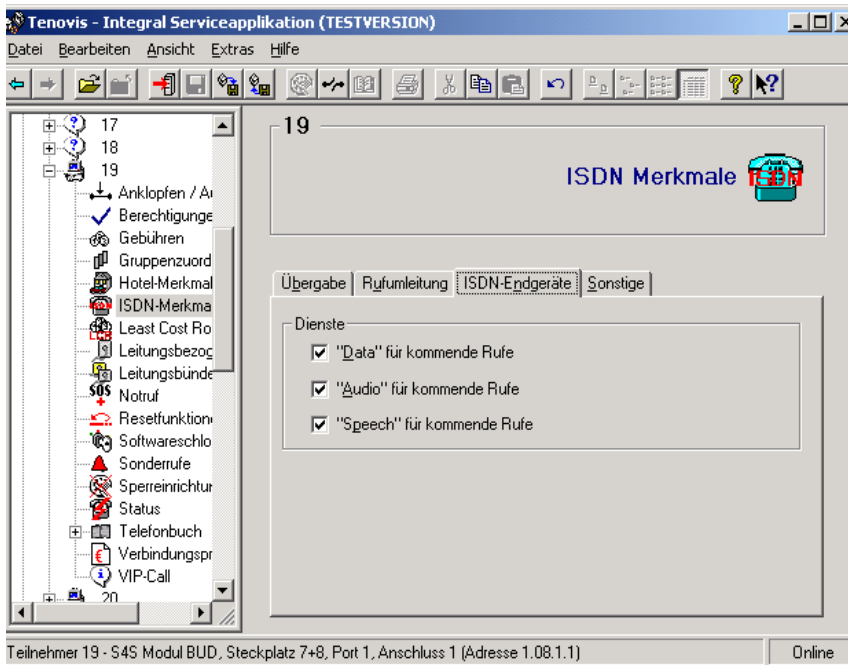 Tenovis - Integral Serviceapplikation (TESTVERSION)
Datei Bearbeiten Ansicht Extras Hilfe
17
18
19
Anklopfen / Au
Berechtigunge
Gebühren
Gruppenzuord
Hotel-Merkmal
ISDN-Merkma
Least Cost Ro
Leitungsbezog
Leitungsbünde
Notruf
Resetfunktion
Softwareschlo
Sonderrufe
Sperreinrichtur
Status
Telefonbuch
Verbindungspr
VIP-Call
20
19
ISDN Merkmale
ISDN
Übergabe Rufumleitung ISDN-Endgeräte Sonstige
Dienste
"Data" für kommende Rufe
"Audio" für kommende Rufe
"Speech" für kommende Rufe
Teilnehmer 19 - S4S Modul BUD, Steckplatz 7+8, Port 1, Anschluss 1 (Adresse 1.08.1.1) Online